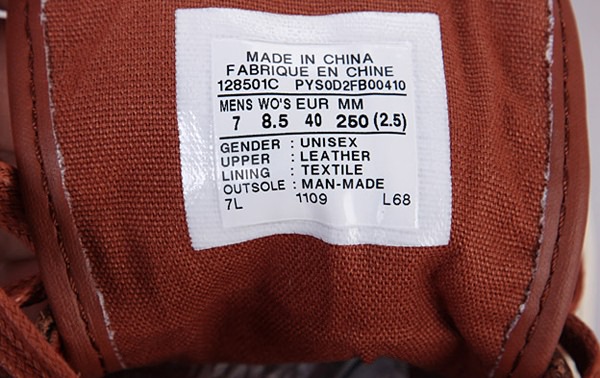 MADE IN CHINA
FABRIQUE EN CHINE
128501C PYS0D2FB00410
MENS WO'S EUR MM
7 8.5 40 250 (2.5)
GENDER : UNISEX
UPPER : LEATHER
LINING : TEXTILE
OUTSOLE : MAN-MADE
7L 1109 L68